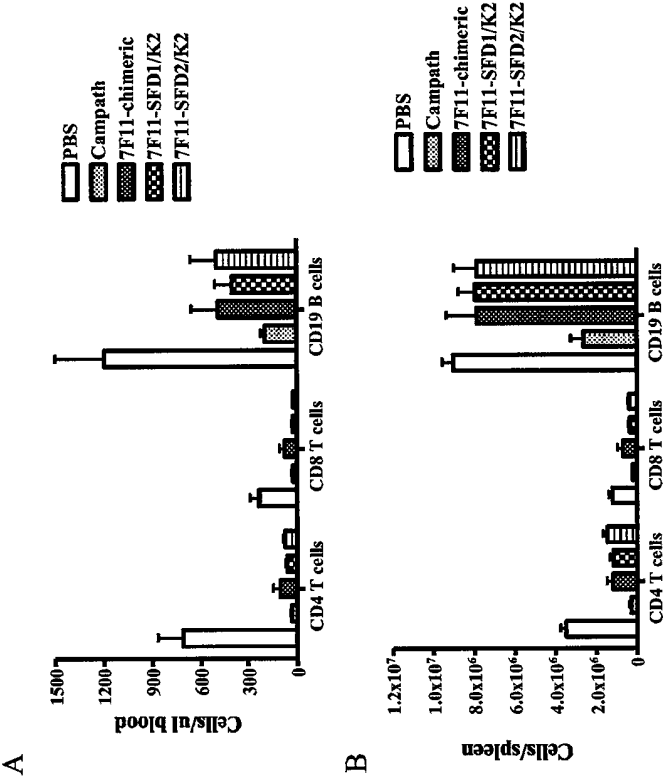 A
Cells/ul blood
1500
1200
900
600
300
0
CD4 T cells
CD8 T cells
CD19 B cells
PBS
Campath
7F11-chimeric
7F11-SFD1/K2
7F11-SFD2/K2
B
Cells/spleen
1.2x10⁷
1.0x10⁷
8.0x10⁶
6.0x10⁶
4.0x10⁶
2.0x10⁶
0
CD4 T cells
CD8 T cells
CD19 B cells
PBS
Campath
7F11-chimeric
7F11-SFD1/K2
7F11-SFD2/K2